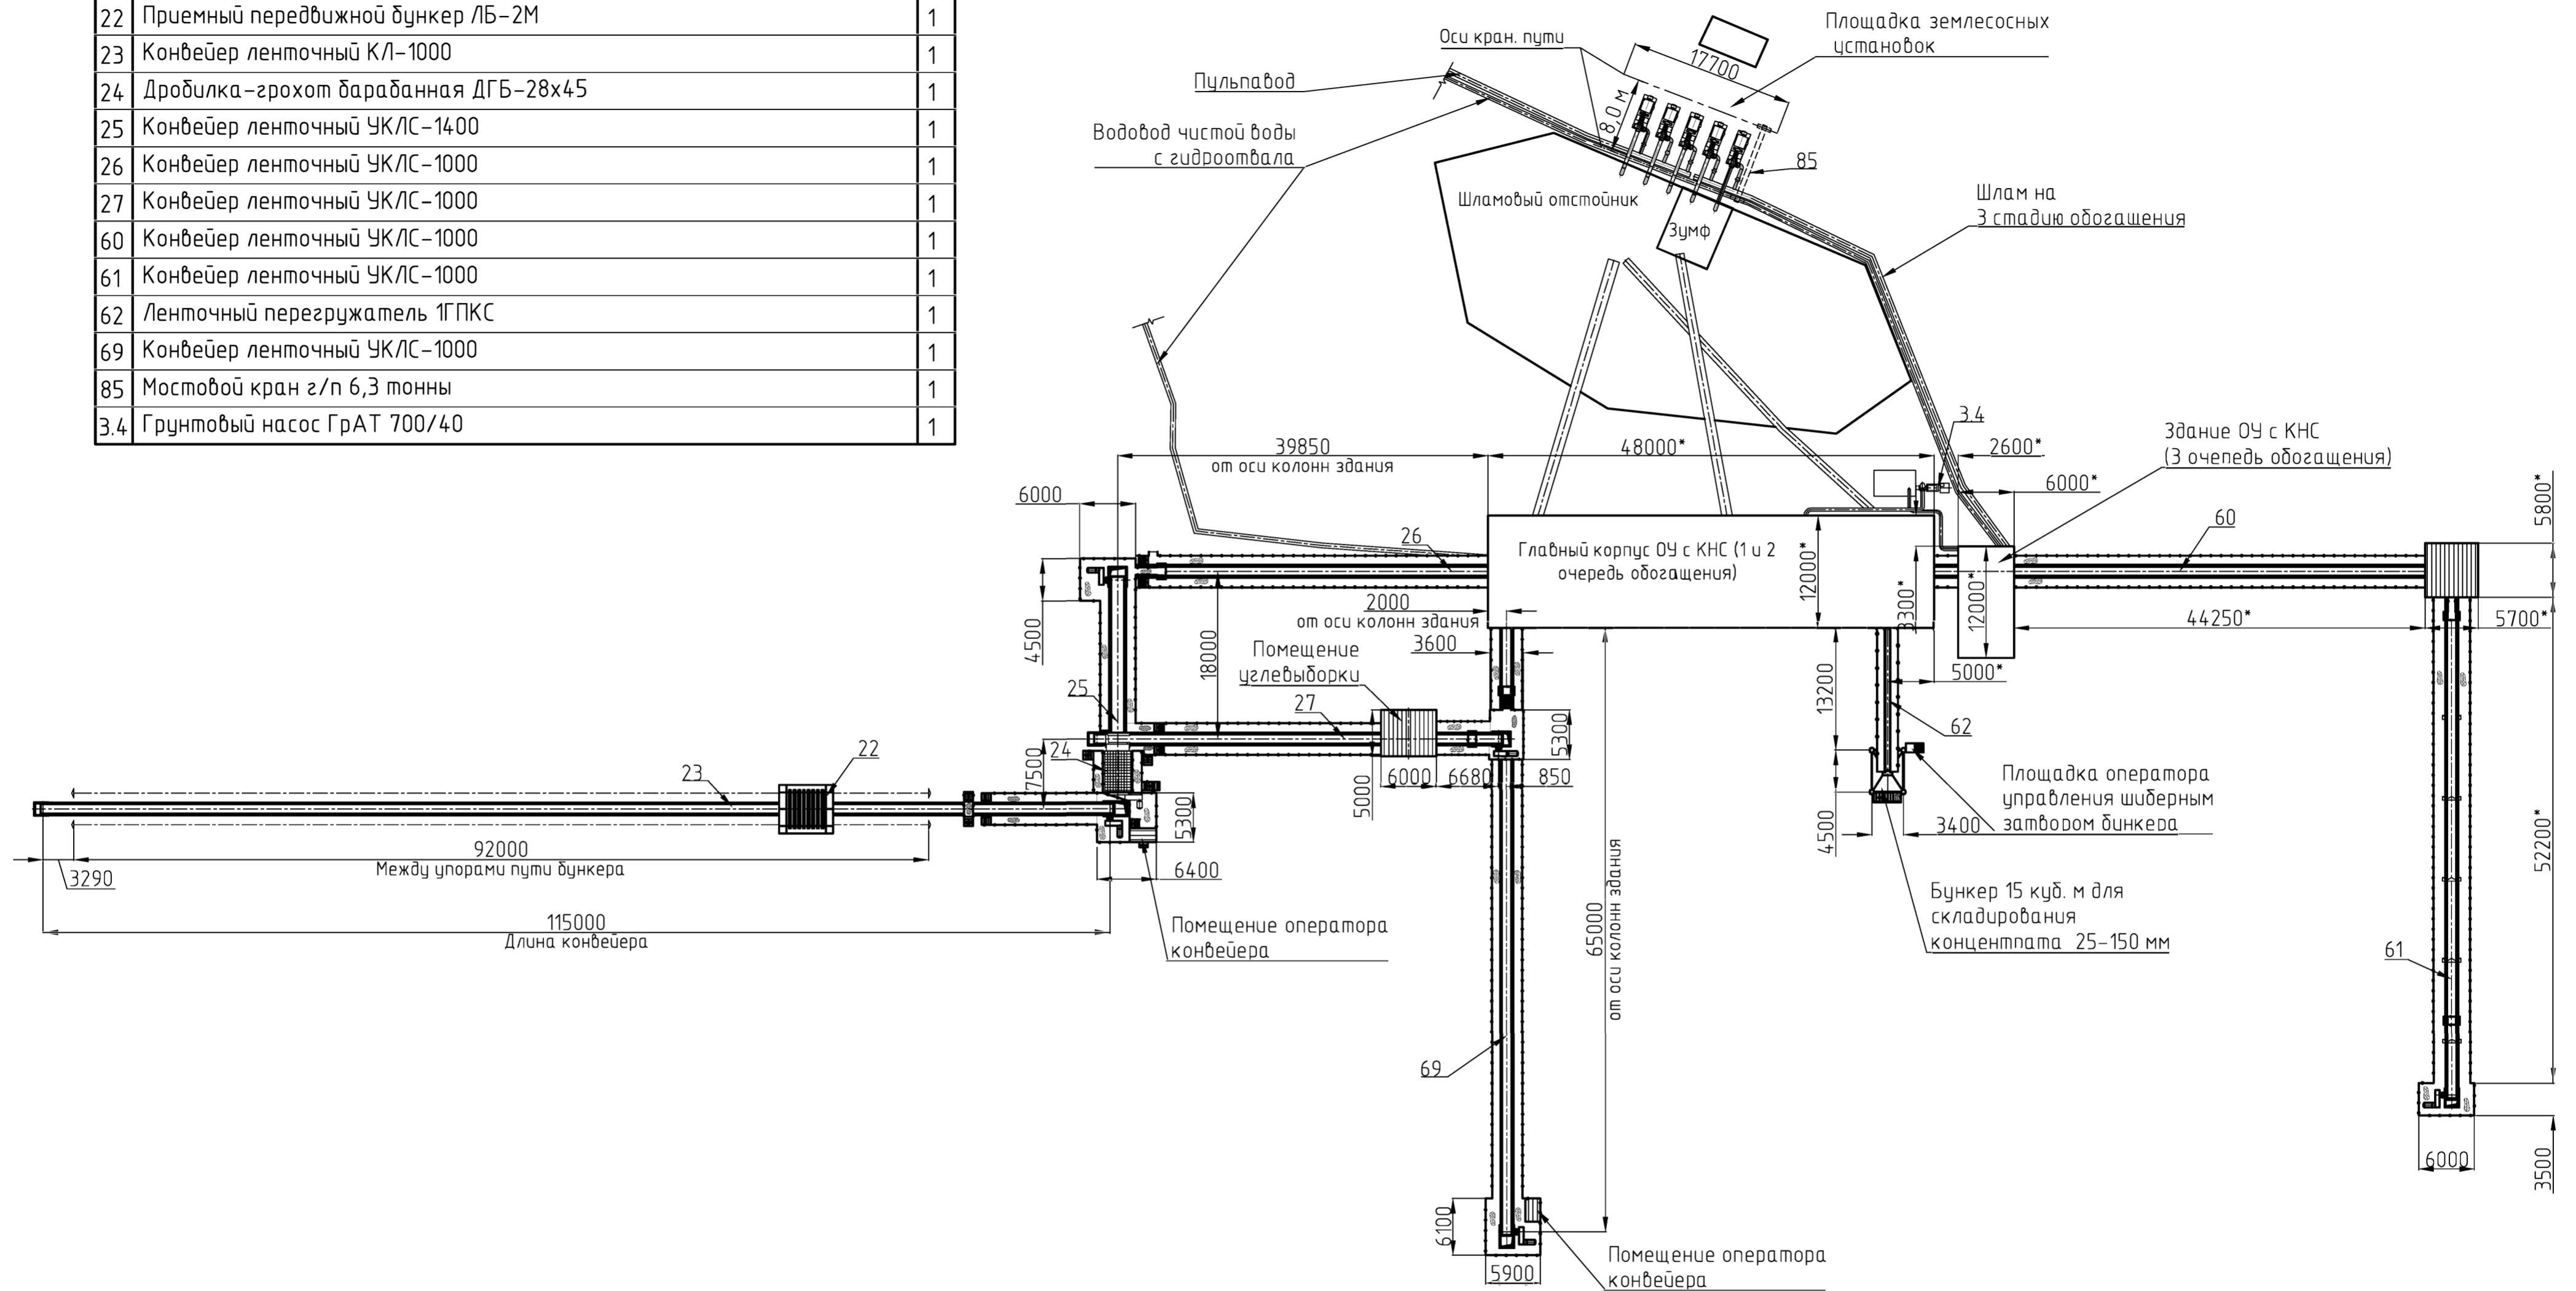 22 Приемный передвижной бункер ЛБ-2М 1
23 Конвейер ленточный КЛ-1000 1
24 Дробилка-грохот барабанная ДГБ-28х45 1
25 Конвейер ленточный УКЛС-1400 1
26 Конвейер ленточный УКЛС-1000 1
27 Конвейер ленточный УКЛС-1000 1
60 Конвейер ленточный УКЛС-1000 1
61 Конвейер ленточный УКЛС-1000 1
62 Ленточный перегружатель 1ГПКС 1
69 Конвейер ленточный УКЛС-1000 1
85 Мостовой кран г/п 6,3 тонны 1
3.4 Грунтовый насос ГрАТ 700/40 1
Оси кран. пути
Площадка землесосных
установок
17700
Пульпавод
8,0 м
Водовод чистой воды
с гидроотвала
85
Шламовый отстойник
Зумф
Шлам на
3 стадию обогащения
3.4
39850
от оси колонн здания
48000*
2600*
Здание ОУ с КНС
(3 очепедь обогащения)
6000
6000*
5800*
26
60
Главный корпус ОУ с КНС (1 и 2
очередь обогащения)
12000*
3300*
12000*
4500
18000
2000
от оси колонн здания
3600
44250*
5700*
Помещение
углевыборки
5000*
25
27
13200
62
24
22
23
7500
5300
5000
6000
6680
850
5300
4500
3400
Площадка оператора
управления шиберным
затвором бинкера
52200*
92000
Между упорами пути бункера
3290
6400
115000
Длина конвейера
Помещение оператора
конвейера
65000
от оси колонн здания
Бункер 15 куб. м для
складирования
концентпата 25-150 мм
61
69
6000
3500
6100
5900
Помещение оператора
конвейера